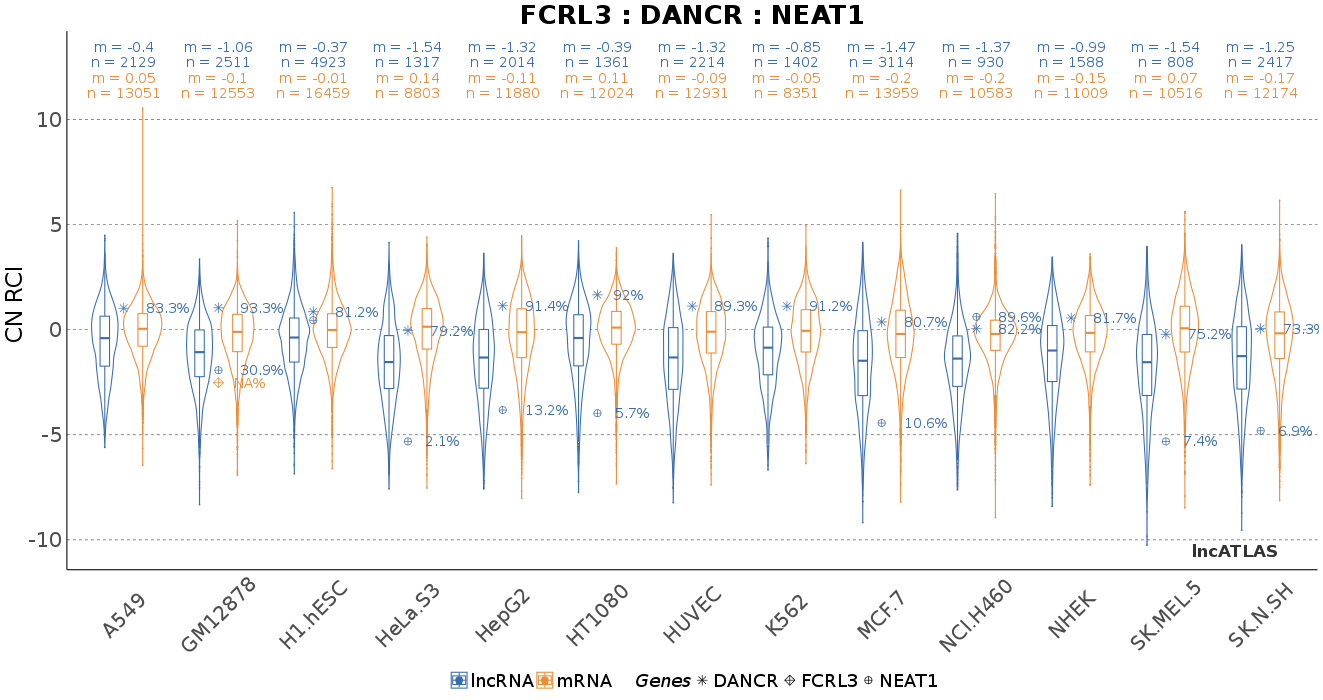 FCRL3 : DANCR : NEAT1
m = -0.4 m = -1.06 m = -0.37 m = -1.54 m = -1.32 m = -0.39 m = -1.32 m = -0.85 m = -1.47 m = -1.37 m = -0.99 m = -1.54 m = -1.25
n = 2129 n = 2511 n = 4923 n = 1317 n = 2014 n = 1361 n = 2214 n = 1402 n = 3114 n = 930 n = 1588 n = 808 n = 2417
m = 0.05 m = -0.1 m = -0.01 m = 0.14 m = -0.11 m = 0.11 m = -0.09 m = -0.05 m = -0.2 m = -0.2 m = -0.15 m = 0.07 m = -0.17
n = 13051 n = 12553 n = 16459 n = 8803 n = 11880 n = 12024 n = 12931 n = 8351 n = 13959 n = 10583 n = 11009 n = 10516 n = 12174
10
5
0
-5
-10
CN RCI
83.3% 93.3% 81.2% 79.2% 91.4% 92% 89.3% 91.2% 80.7% 89.6% 81.7% 75.2% 73.3%
82.2%
30.9%
NA%
2.1% 13.2% 5.7% 10.6% 7.4% 6.9%
lncATLAS
A549 GM12878 H1.hESC HeLa.S3 HepG2 HT1080 HUVEC K562 MCF.7 NCI.H460 NHEK SK.MEL.5 SK.N.SH
lncRNA mRNA Genes DANCR FCRL3 NEAT1